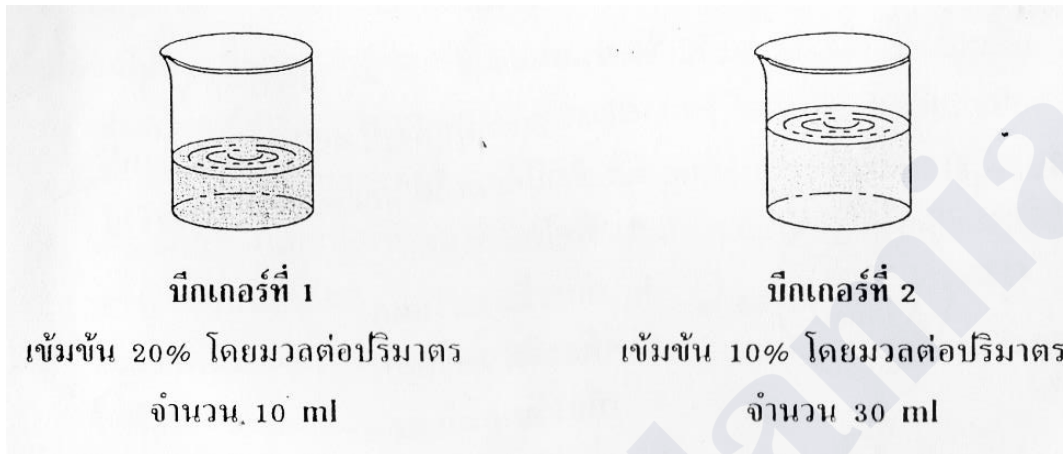 บีกเกอร์ที่ 1
เข้มข้น 20% โดยมวลต่อปริมาตร
จำนวน 10 ml
บีกเกอร์ที่ 2
เข้มข้น 10% โดยมวลต่อปริมาตร
จำนวน 30 ml